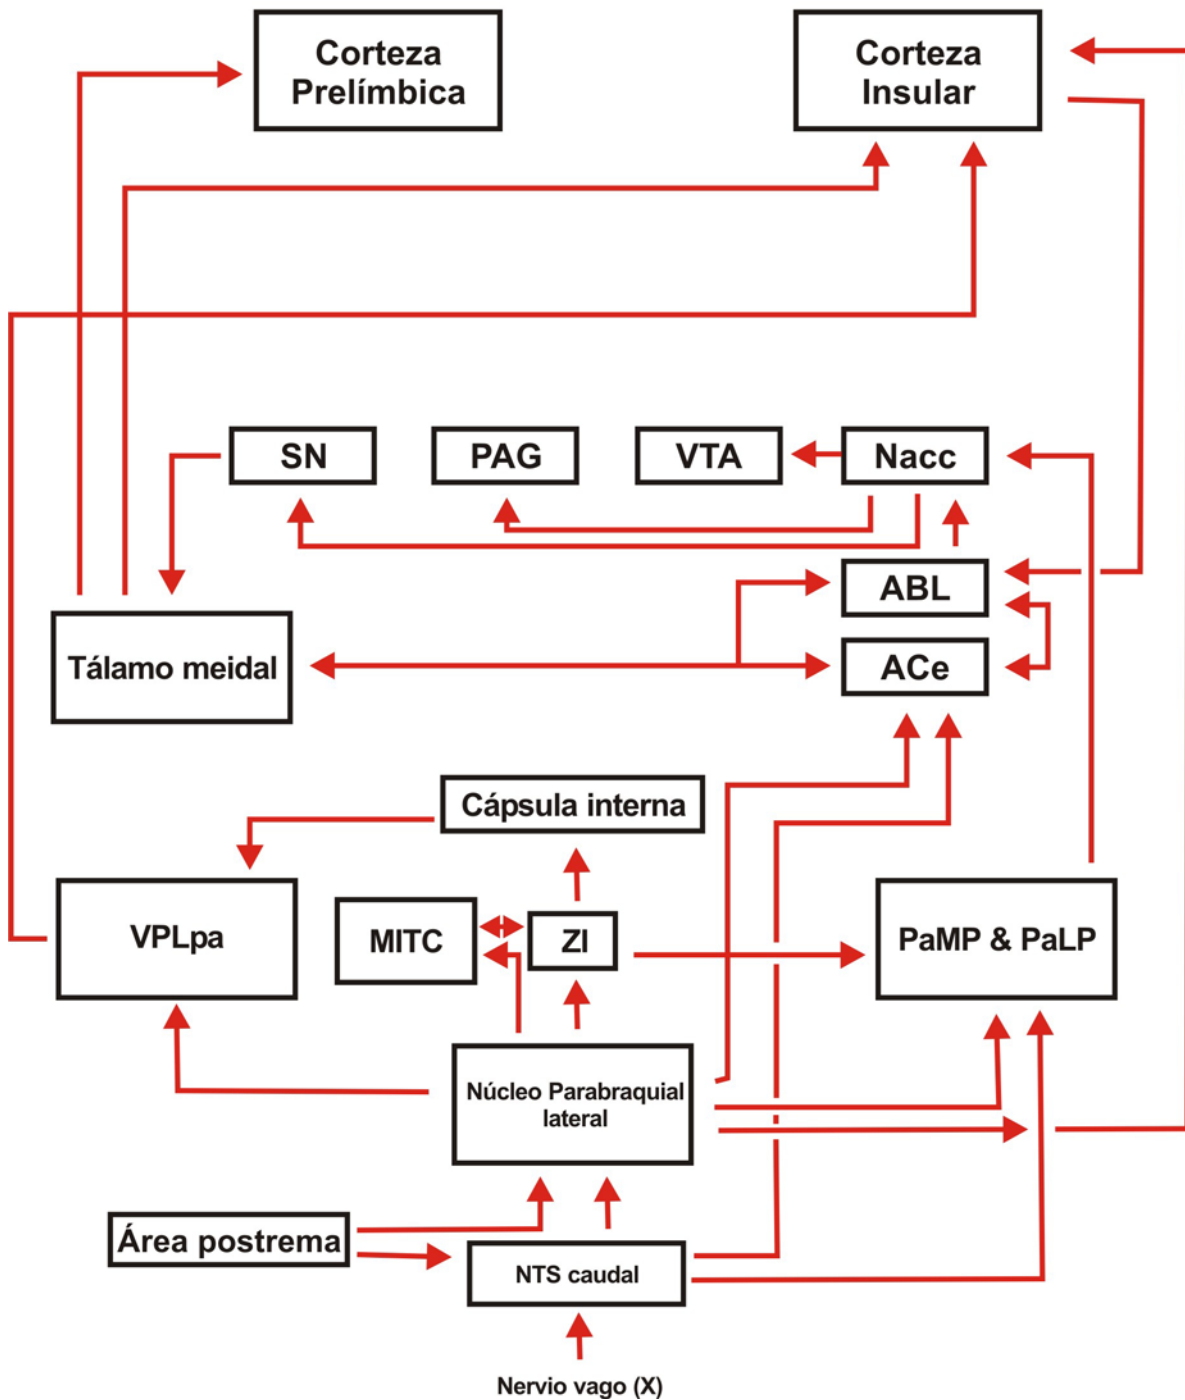 Corteza
Prelímbica
Corteza
Insular
SN
PAG
VTA
Nacc
ABL
Tálamo meidal
ACe
Cápsula interna
VPLpa
MITC
ZI
PaMP & PaLP
Núcleo Parabraquial
lateral
Área postrema
NTS caudal
Nervio vago (X)